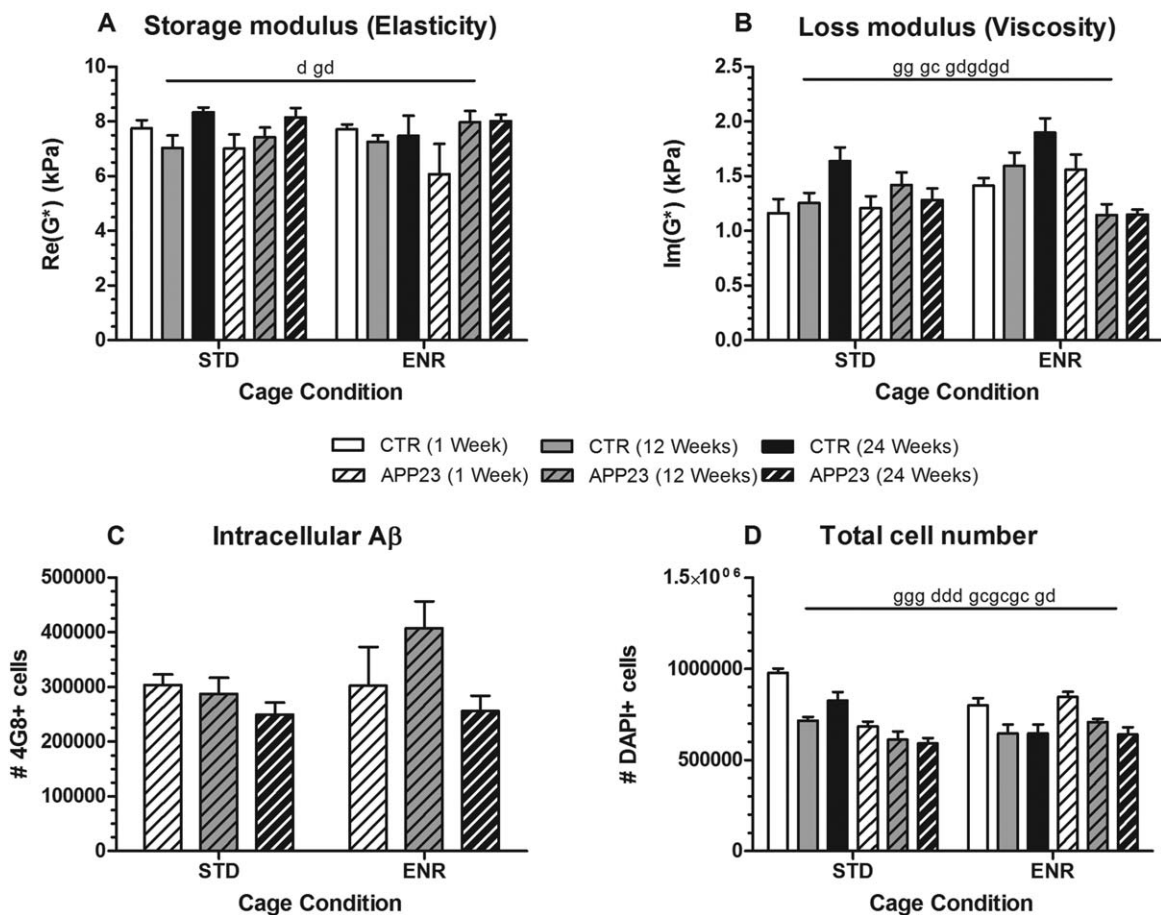 A Storage modulus (Elasticity)
d gd
Re(G*) (kPa)
10
8
6
4
2
0
STD ENR
Cage Condition
B Loss modulus (Viscosity)
gg gc gdgdgd
Im(G*) (kPa)
2.5
2.0
1.5
1.0
0.5
0.0
STD ENR
Cage Condition
CTR (1 Week) CTR (12 Weeks) CTR (24 Weeks)
APP23 (1 Week) APP23 (12 Weeks) APP23 (24 Weeks)
C Intracellular Aβ
# 4G8+ cells
500000
400000
300000
200000
100000
0
STD ENR
Cage Condition
D Total cell number
ggg ddd gcgcgc gd
# DAPI+ cells
1.5×10⁰⁶
1000000
500000
0
STD ENR
Cage Condition